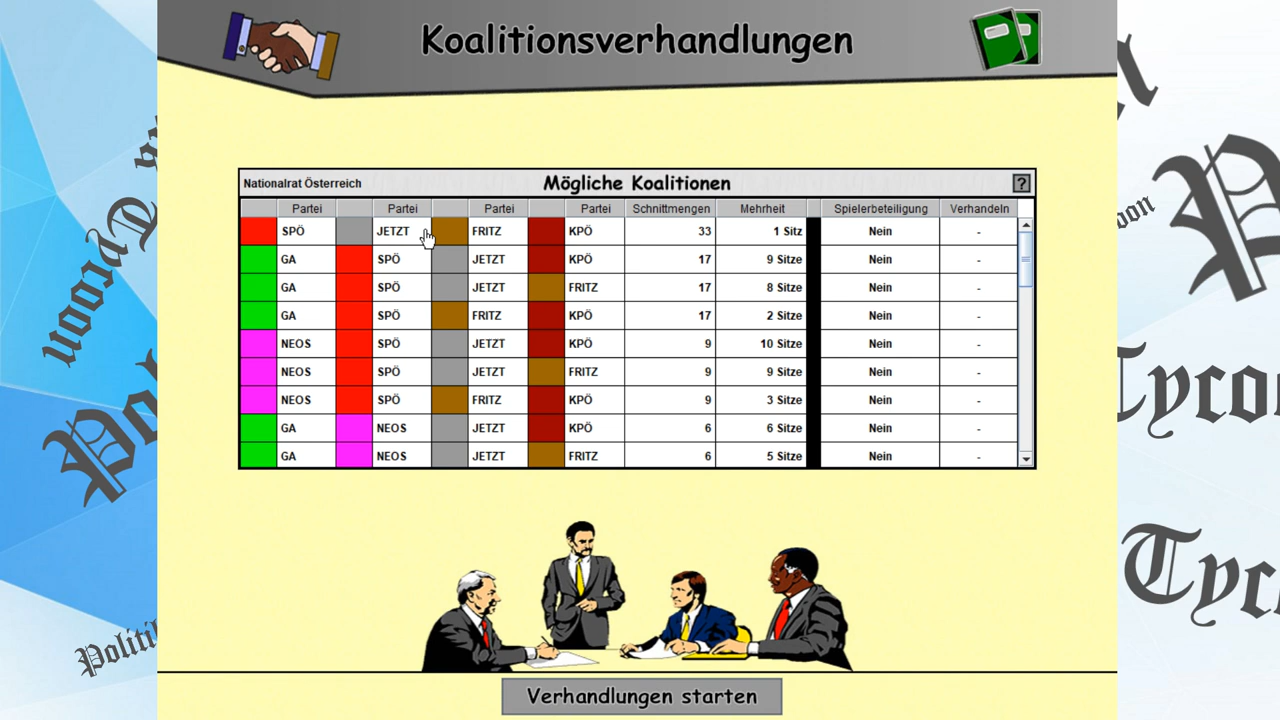 Koalitionsverhandlungen
Nationalrat Österreich Mögliche Koalitionen ?
Partei Partei Partei Partei Schnittmengen Mehrheit Spielerbeteiligung Verhandeln
SPÖ JETZT FRITZ KPÖ 33 1 Sitz Nein -
GA SPÖ JETZT KPÖ 17 9 Sitze Nein -
GA SPÖ JETZT FRITZ 17 8 Sitze Nein -
GA SPÖ FRITZ KPÖ 17 2 Sitze Nein -
NEOS SPÖ JETZT KPÖ 9 10 Sitze Nein -
NEOS SPÖ JETZT FRITZ 9 9 Sitze Nein -
NEOS SPÖ FRITZ KPÖ 9 3 Sitze Nein -
GA NEOS JETZT KPÖ 6 6 Sitze Nein -
GA NEOS JETZT FRITZ 6 5 Sitze Nein -
Verhandlungen starten